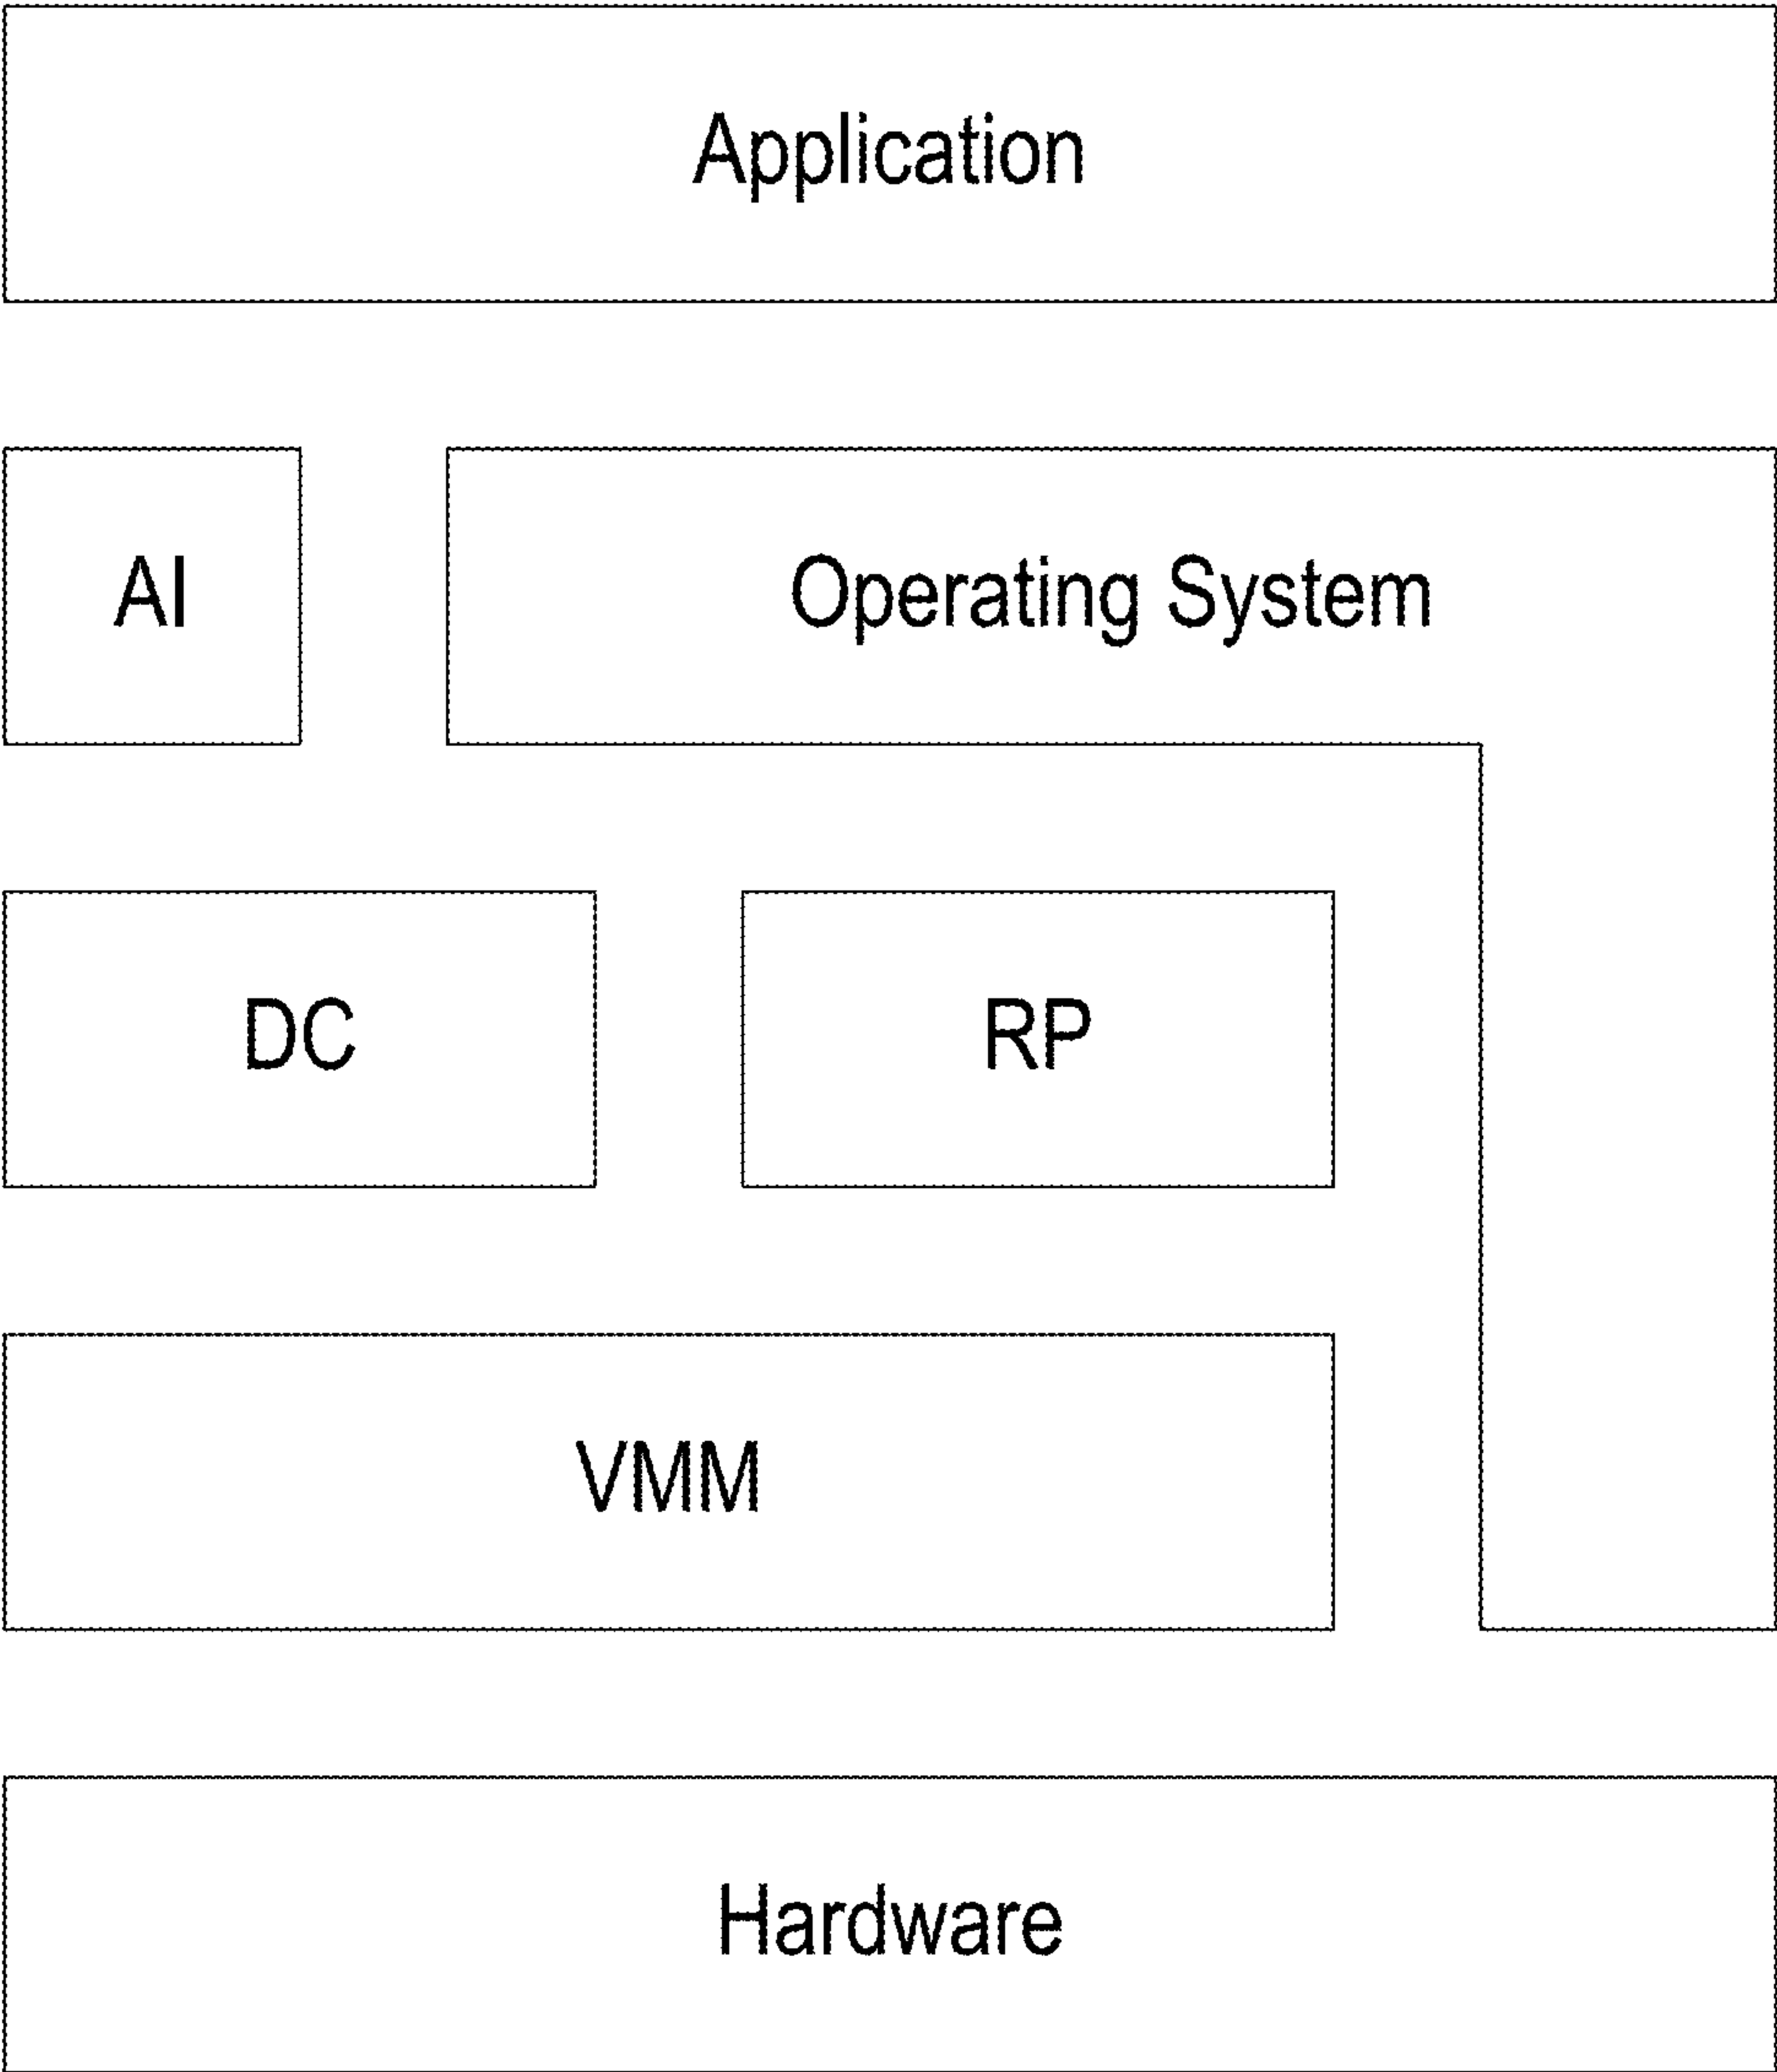 Application
AI
Operating System
DC
RP
VMM
Hardware